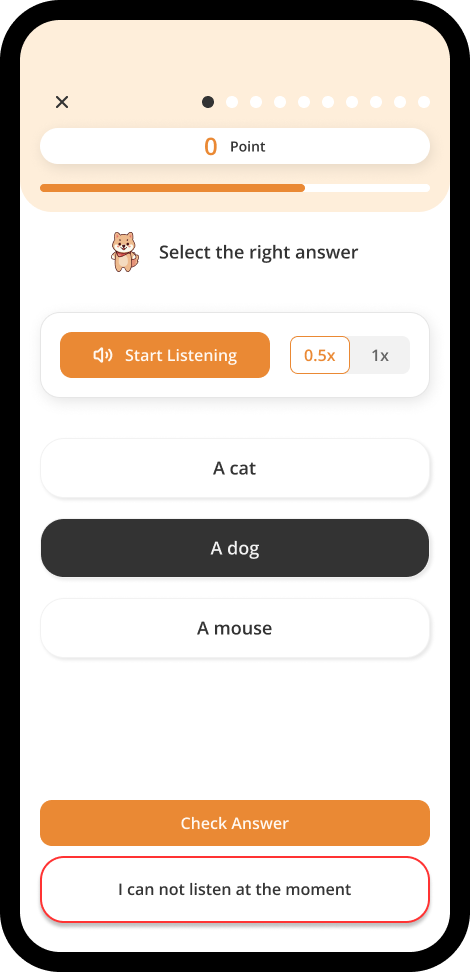 0 Point
Select the right answer
Start Listening 0.5x 1x
A cat
A dog
A mouse
Check Answer
I can not listen at the moment